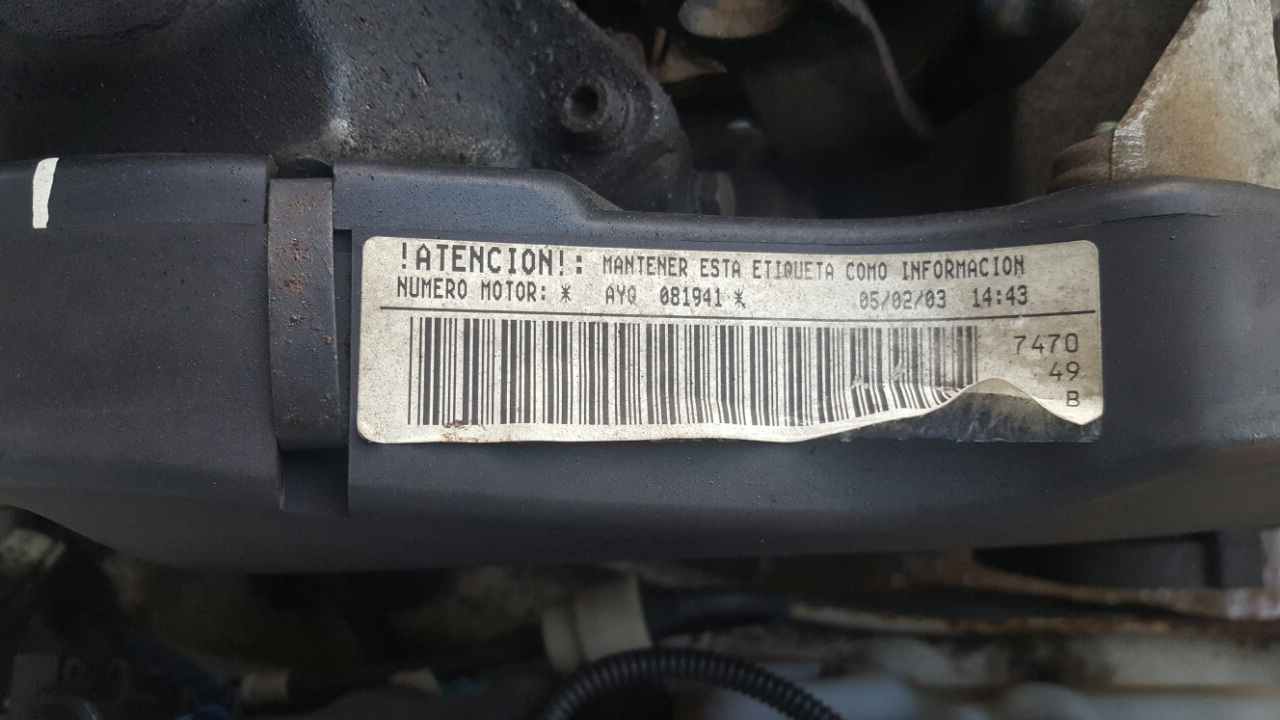 !ATENCION!: MANTENER ESTA ETIQUETA COMO INFORMACION
NUMERO MOTOR: * AYQ 081941 * 05/02/03 14:43
7470
49
B